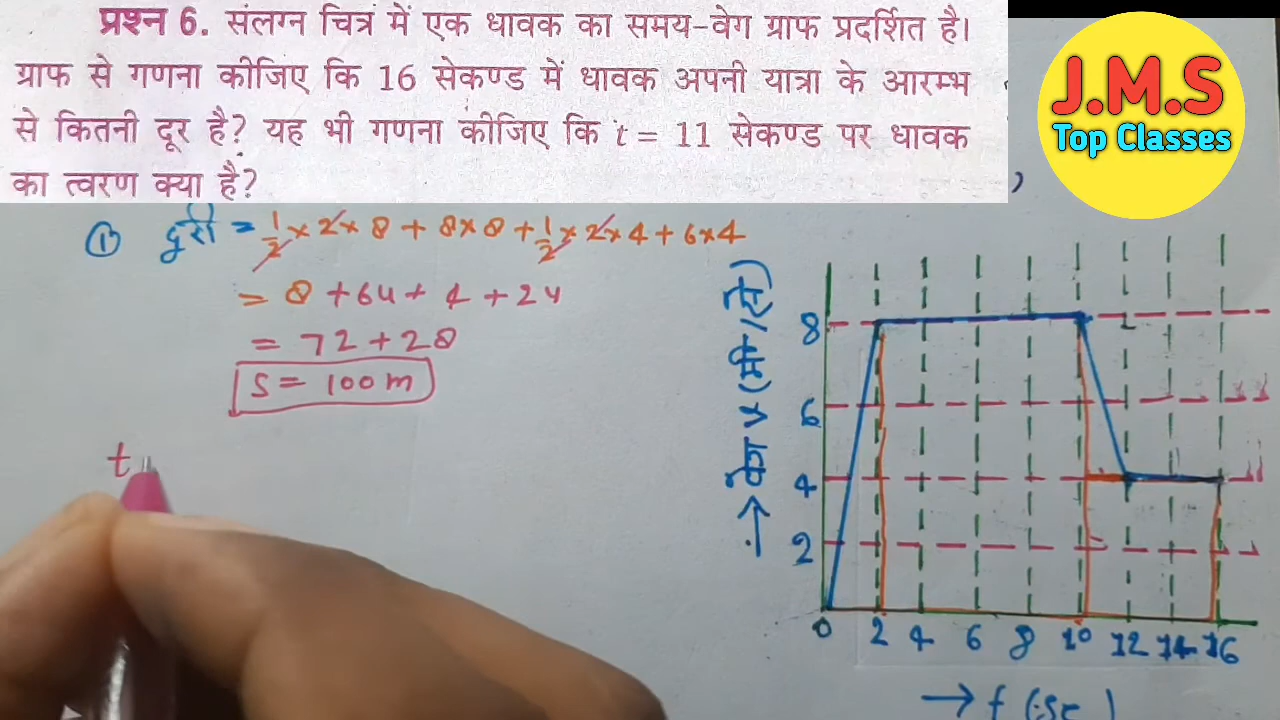 प्रश्न 6. संलग्न चित्र में एक धावक का समय-वेग ग्राफ प्रदर्शित है।
ग्राफ से गणना कीजिए कि 16 सेकण्ड में धावक अपनी यात्रा के आरम्भ
से कितनी दूर है? यह भी गणना कीजिए कि t = 11 सेकण्ड पर धावक
का त्वरण क्या है?
J.M.S
Top Classes
① दूरी = 1/2 × 2 × 8 + 8×8 + 1/2 × 2×4 + 6×4
= 8 + 64 + 4 + 24
= 72 + 28
S = 100 m
t
→ वेग v (मी/से)
8
6
4
2
0 2 4 6 8 10 12 14 16
→ t (sec)